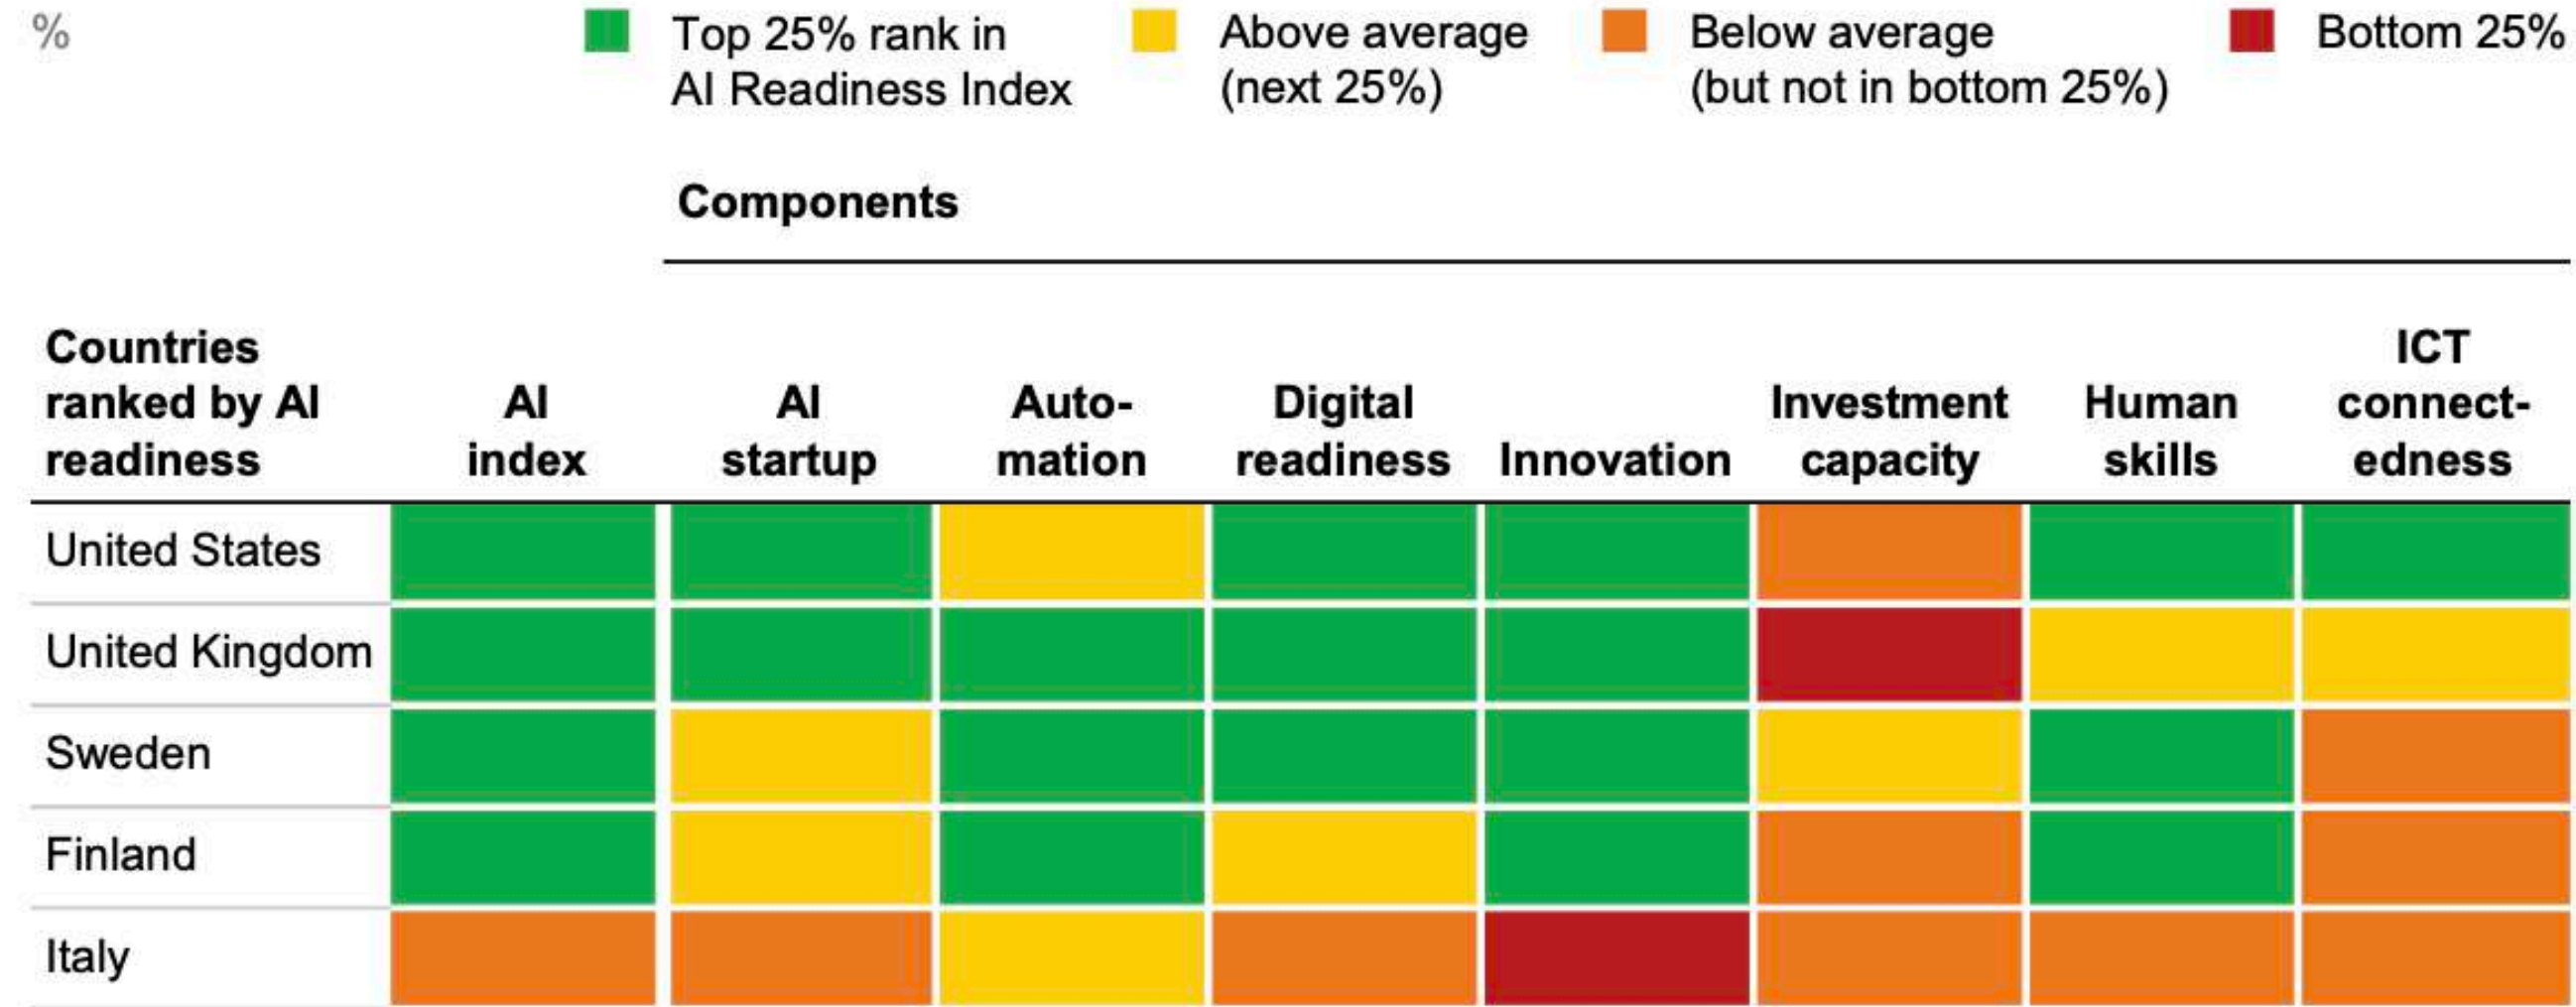 %
Top 25% rank in
AI Readiness Index
Above average
(next 25%)
Below average
(but not in bottom 25%)
Bottom 25%
Components
Countries
ranked by AI
readiness
AI
index
AI
startup
Auto-
mation
Digital
readiness
Innovation
Investment
capacity
Human
skills
ICT
connect-
edness
United States
United Kingdom
Sweden
Finland
Italy